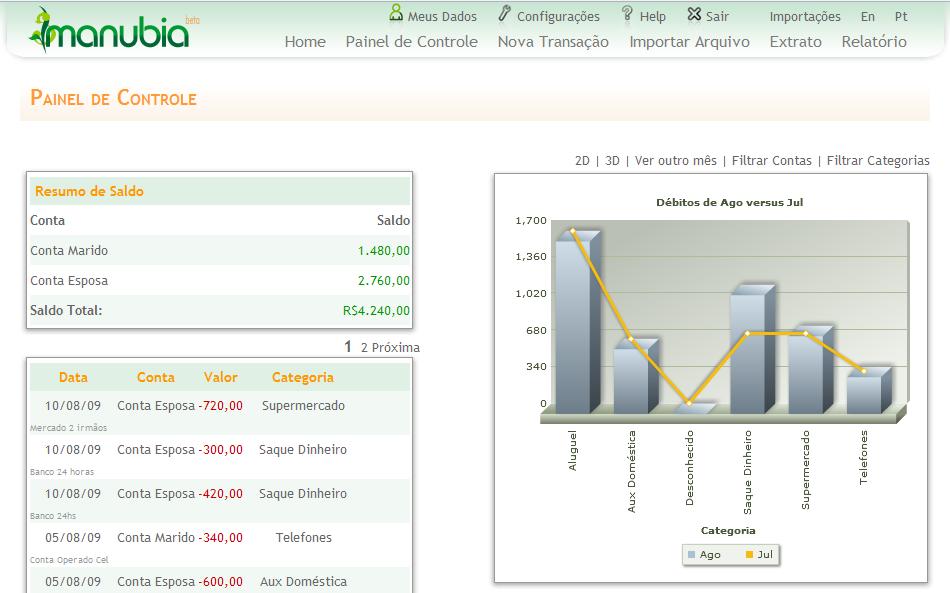 manubia beta
Meus Dados Configurações Help Sair Importações En Pt
Home Painel de Controle Nova Transação Importar Arquivo Extrato Relatório
Painel de Controle
2D | 3D | Ver outro mês | Filtrar Contas | Filtrar Categorias
Resumo de Saldo
Conta Saldo
Conta Marido 1.480,00
Conta Esposa 2.760,00
Saldo Total: R$4.240,00
1 2 Próxima
Data Conta Valor Categoria
10/08/09 Conta Esposa -720,00 Supermercado
Mercado 2 irmãos
10/08/09 Conta Esposa -300,00 Saque Dinheiro
Banco 24 horas
10/08/09 Conta Esposa -420,00 Saque Dinheiro
Banco 24hs
05/08/09 Conta Marido -340,00 Telefones
Conta Operado Cel
05/08/09 Conta Esposa -600,00 Aux Doméstica
Débitos de Ago versus Jul
1,700
1,360
1,020
680
340
0
Aluguel
Aux Doméstica
Desconhecido
Saque Dinheiro
Supermercado
Telefones
Categoria
Ago Jul